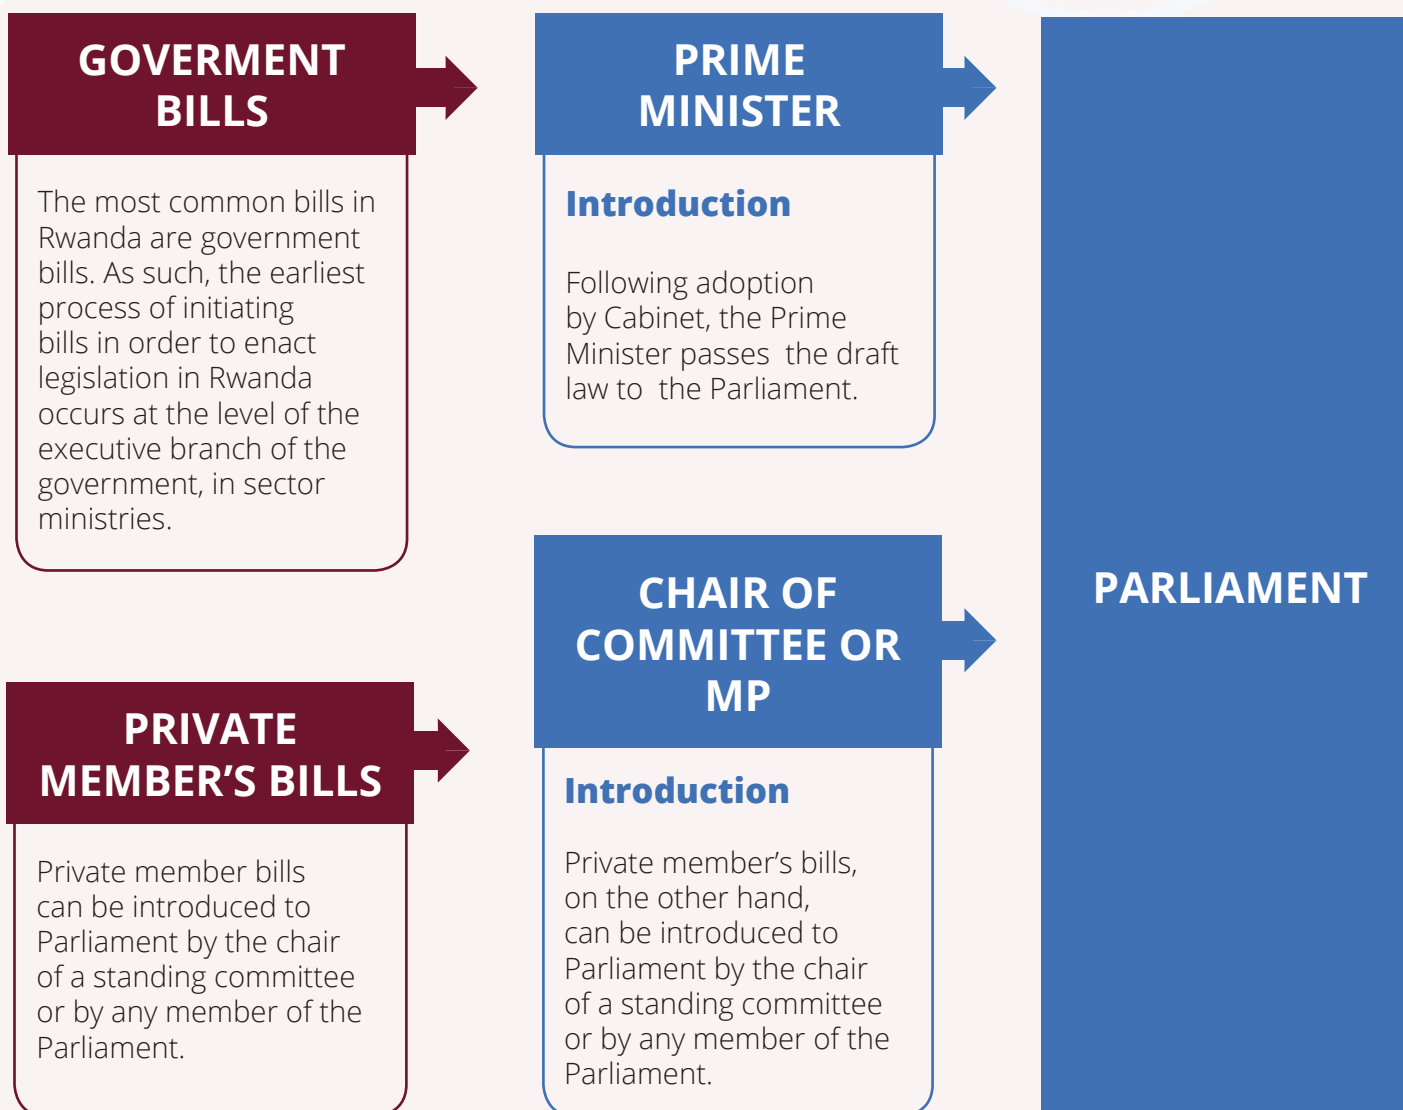 GOVERMENT
BILLS
The most common bills in
Rwanda are government
bills. As such, the earliest
process of initiating
bills in order to enact
legislation in Rwanda
occurs at the level of the
executive branch of the
government, in sector
ministries.
PRIME
MINISTER
Introduction
Following adoption
by Cabinet, the Prime
Minister passes the draft
law to the Parliament.
PRIVATE
MEMBER’S BILLS
Private member bills
can be introduced to
Parliament by the chair
of a standing committee
or by any member of the
Parliament.
CHAIR OF
COMMITTEE OR
MP
Introduction
Private member’s bills,
on the other hand,
can be introduced to
Parliament by the chair
of a standing committee
or by any member of the
Parliament.
PARLIAMENT